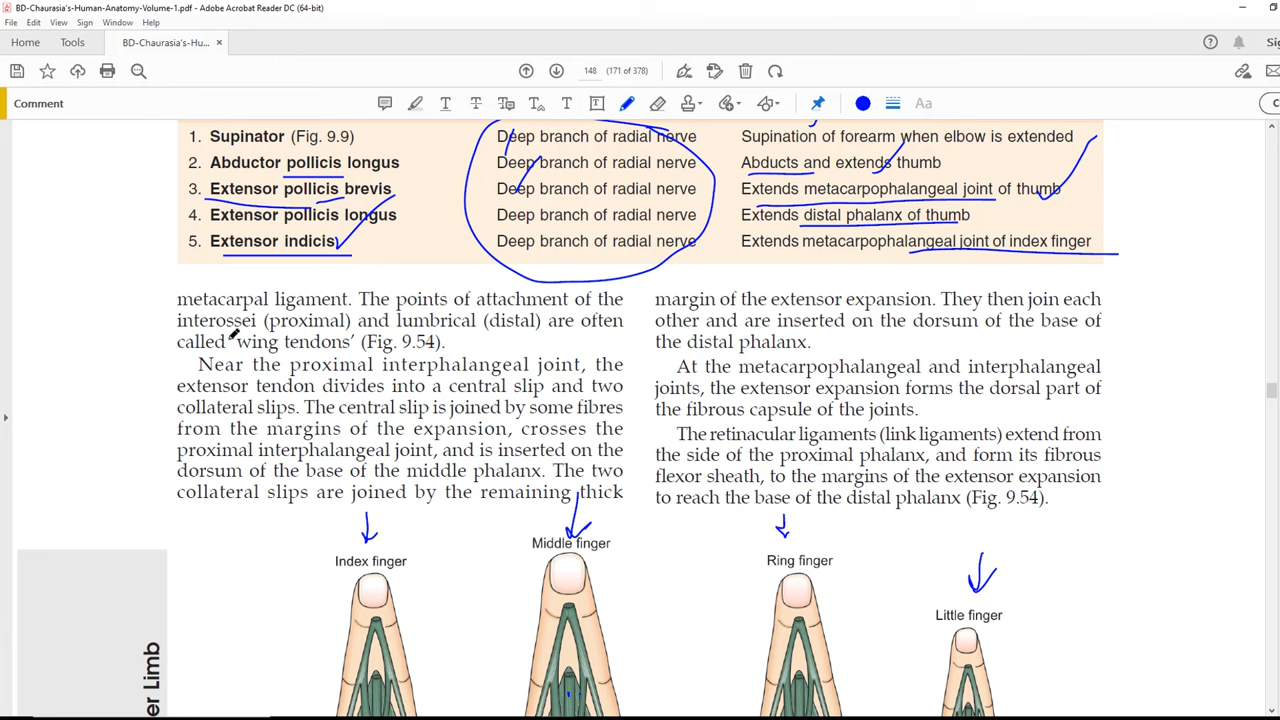 BD-Chaurasia's-Human-Anatomy-Volume-1.pdf - Adobe Acrobat Reader DC (64-bit)
File Edit View Sign Window Help
Home Tools BD-Chaurasia's-Hu... ×
148 (171 of 378)
Comment
1. Supinator (Fig. 9.9) Deep branch of radial nerve Supination of forearm when elbow is extended
2. Abductor pollicis longus Deep branch of radial nerve Abducts and extends thumb
3. Extensor pollicis brevis Deep branch of radial nerve Extends metacarpophalangeal joint of thumb
4. Extensor pollicis longus Deep branch of radial nerve Extends distal phalanx of thumb
5. Extensor indicis Deep branch of radial nerve Extends metacarpophalangeal joint of index finger
metacarpal ligament. The points of attachment of the
interossei (proximal) and lumbrical (distal) are often
called 'wing tendons' (Fig. 9.54).
Near the proximal interphalangeal joint, the
extensor tendon divides into a central slip and two
collateral slips. The central slip is joined by some fibres
from the margins of the expansion, crosses the
proximal interphalangeal joint, and is inserted on the
dorsum of the base of the middle phalanx. The two
collateral slips are joined by the remaining thick
margin of the extensor expansion. They then join each
other and are inserted on the dorsum of the base of
the distal phalanx.
At the metacarpophalangeal and interphalangeal
joints, the extensor expansion forms the dorsal part of
the fibrous capsule of the joints.
The retinacular ligaments (link ligaments) extend from
the side of the proximal phalanx, and form its fibrous
flexor sheath, to the margins of the extensor expansion
to reach the base of the distal phalanx (Fig. 9.54).
Index finger
Middle finger
Ring finger
Little finger
er Limb